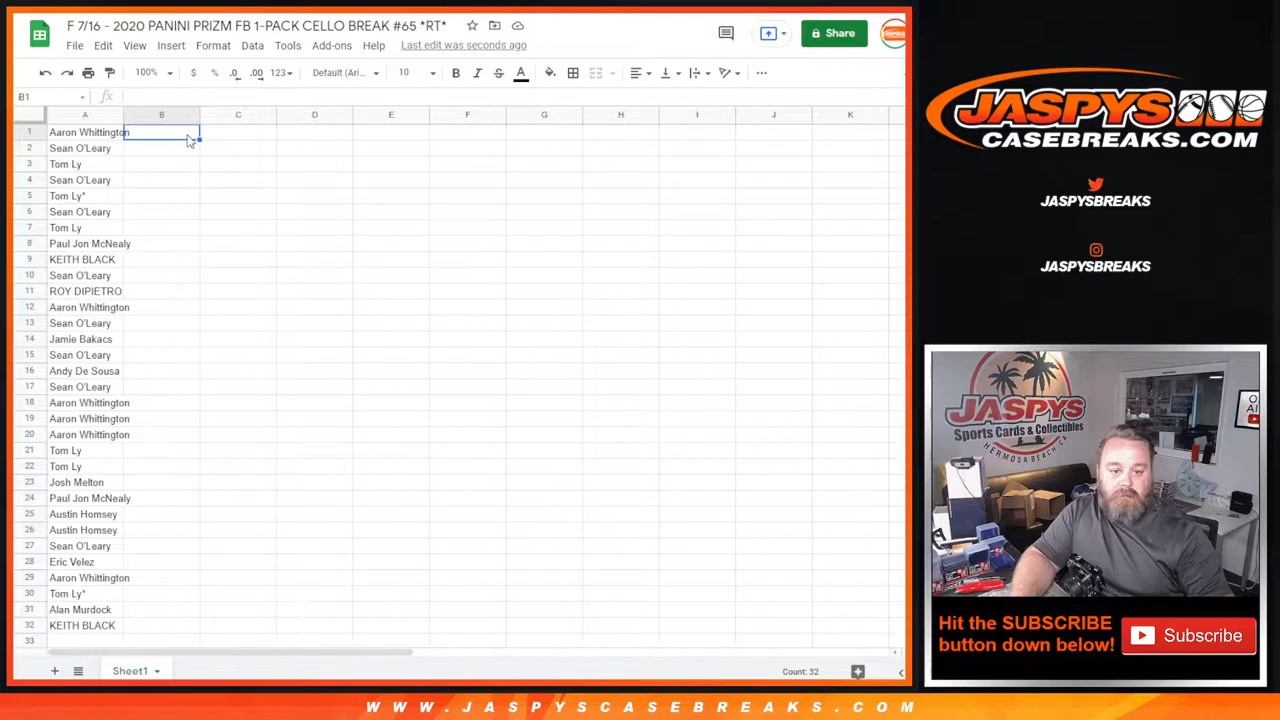 F 7/16 - 2020 PANINI PRIZM FB 1-PACK CELLO BREAK #65 *RT*
File Edit View Insert Format Data Tools Add-ons Help Last edit was seconds ago
Share
100% $ % .0 .00 123 Default (Ari... 10 B I S A
B1 fx
A B C D E F G H I J K
1 Aaron Whittington
2 Sean O'Leary
3 Tom Ly
4 Sean O'Leary
5 Tom Ly*
6 Sean O'Leary
7 Tom Ly
8 Paul Jon McNealy
9 KEITH BLACK
10 Sean O'Leary
11 ROY DIPIETRO
12 Aaron Whittington
13 Sean O'Leary
14 Jamie Bakacs
15 Sean O'Leary
16 Andy De Sousa
17 Sean O'Leary
18 Aaron Whittington
19 Aaron Whittington
20 Aaron Whittington
21 Tom Ly
22 Tom Ly
23 Josh Melton
24 Paul Jon McNealy
25 Austin Homsey
26 Austin Homsey
27 Sean O'Leary
28 Eric Velez
29 Aaron Whittington
30 Tom Ly*
31 Alan Murdock
32 KEITH BLACK
33
Sheet1
Count: 32
JASPYS
CASEBREAKS.COM
JASPYSBREAKS
JASPYSBREAKS
JASPYS
Sports Cards & Collectibles
HERMOSA BEACH CA
Hit the SUBSCRIBE
button down below!
Subscribe
WWW.JASPYSCASEBREAKS.COM